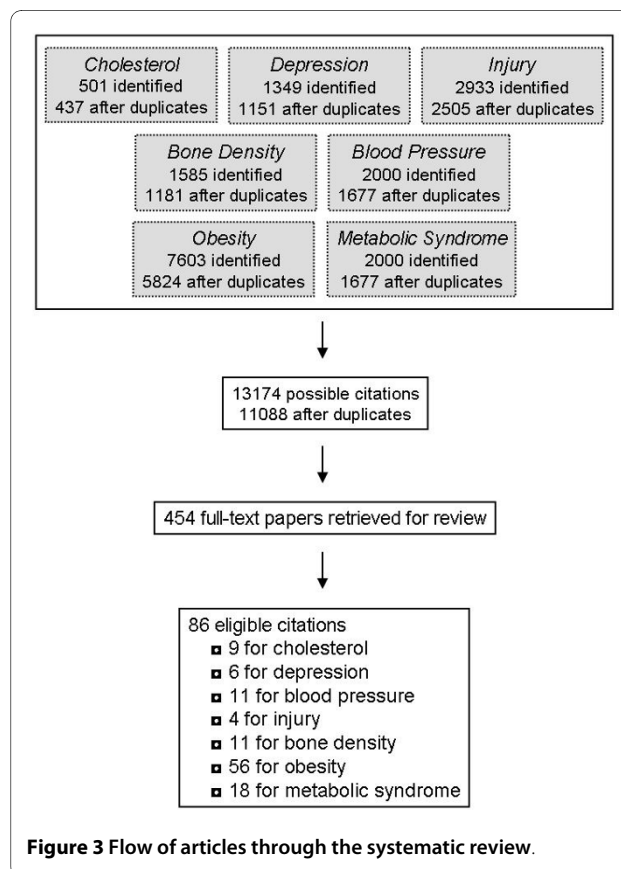 Cholesterol
501 identified
437 after duplicates
Depression
1349 identified
1151 after duplicates
Injury
2933 identified
2505 after duplicates
Bone Density
1585 identified
1181 after duplicates
Blood Pressure
2000 identified
1677 after duplicates
Obesity
7603 identified
5824 after duplicates
Metabolic Syndrome
2000 identified
1677 after duplicates
13174 possible citations
11088 after duplicates
454 full-text papers retrieved for review
86 eligible citations
9 for cholesterol
6 for depression
11 for blood pressure
4 for injury
11 for bone density
56 for obesity
18 for metabolic syndrome
Figure 3 Flow of articles through the systematic review.